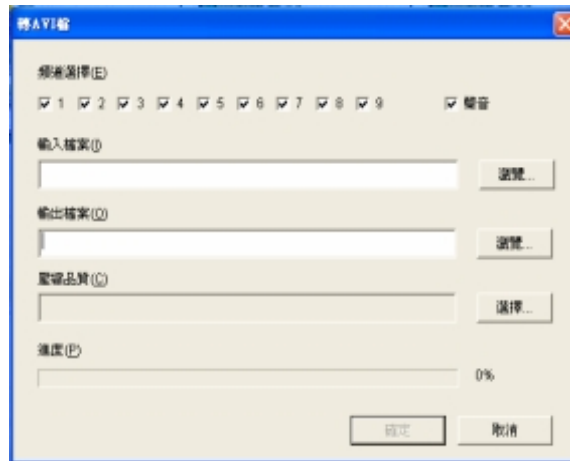 轉AVI檔
頻道選擇(E)
1 2 3 4 5 6 7 8 9 聲音
輸入檔案(I)
瀏覽...
輸出檔案(O)
瀏覽...
壓縮品質(C)
選擇...
進度(P)
0%
確定 取消